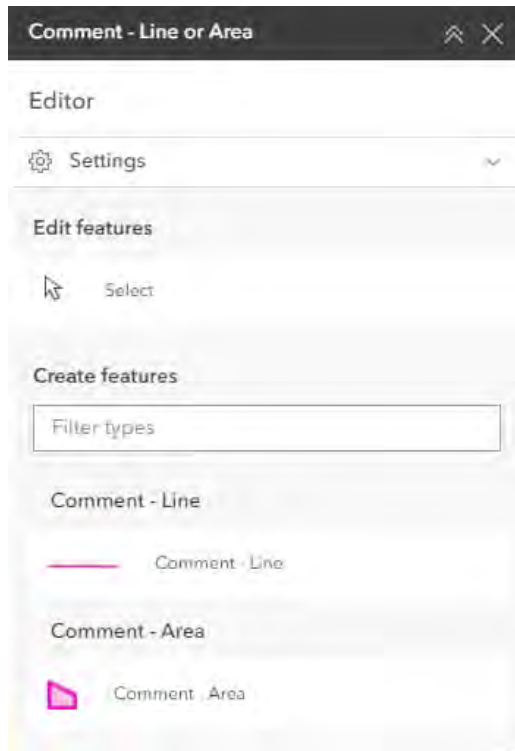 Comment - Line or Area
Editor
Settings
Edit features
Select
Create features
Filter types
Comment - Line
Comment - Line
Comment - Area
Comment - Area